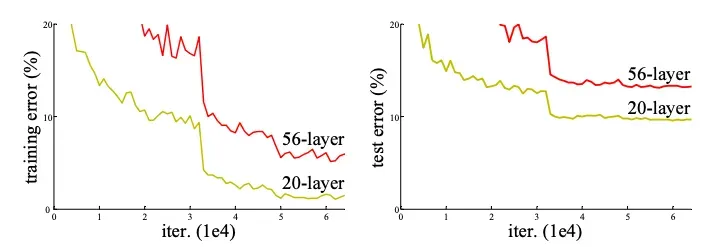 20
10
0
training error (%)
56-layer
20-layer
0 1 2 3 4 5 6
iter. (1e4)
20
10
0
test error (%)
56-layer
20-layer
0 1 2 3 4 5 6
iter. (1e4)